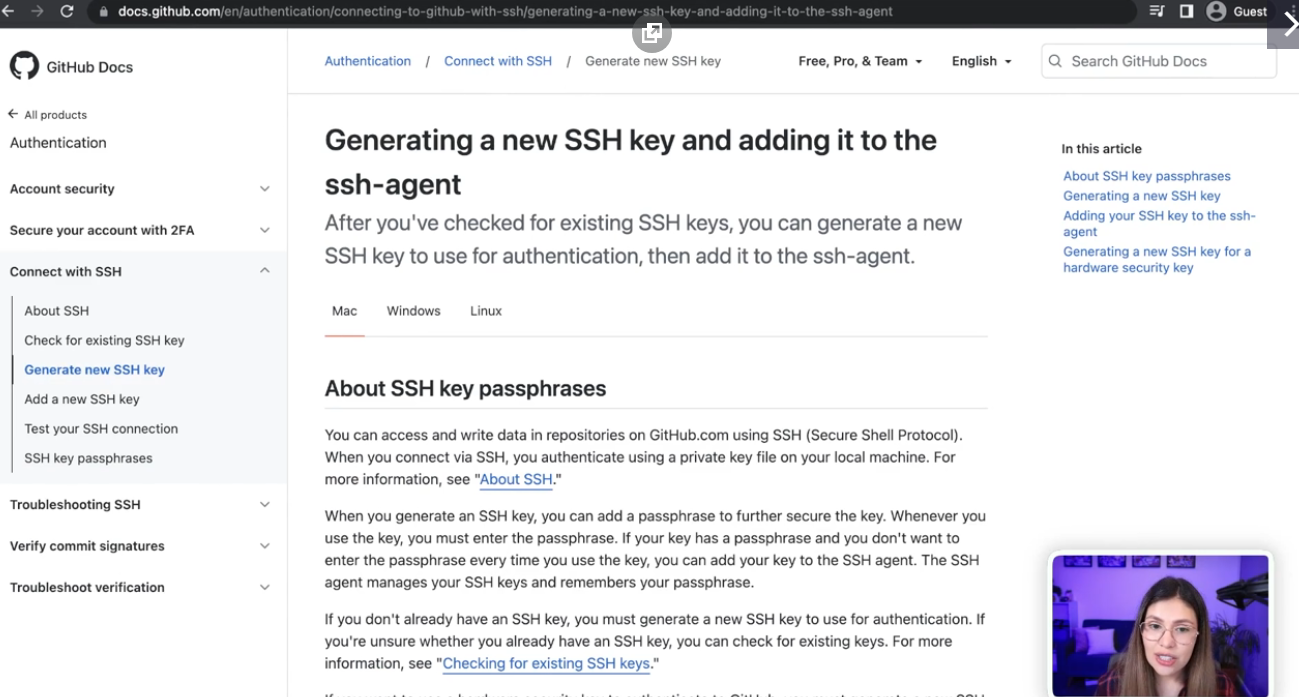 docs.github.com/en/authentication/connecting-to-github-with-ssh/generating-a-new-ssh-key-and-adding-it-to-the-ssh-agent
Guest
GitHub Docs
All products
Authentication
Account security
Secure your account with 2FA
Connect with SSH
About SSH
Check for existing SSH key
Generate new SSH key
Add a new SSH key
Test your SSH connection
SSH key passphrases
Troubleshooting SSH
Verify commit signatures
Troubleshoot verification
Authentication / Connect with SSH / Generate new SSH key
Free, Pro, & Team
English
Search GitHub Docs
Generating a new SSH key and adding it to the
ssh-agent
After you've checked for existing SSH keys, you can generate a new
SSH key to use for authentication, then add it to the ssh-agent.
Mac Windows Linux
About SSH key passphrases
You can access and write data in repositories on GitHub.com using SSH (Secure Shell Protocol).
When you connect via SSH, you authenticate using a private key file on your local machine. For
more information, see "About SSH."
When you generate an SSH key, you can add a passphrase to further secure the key. Whenever you
use the key, you must enter the passphrase. If your key has a passphrase and you don't want to
enter the passphrase every time you use the key, you can add your key to the SSH agent. The SSH
agent manages your SSH keys and remembers your passphrase.
If you don't already have an SSH key, you must generate a new SSH key to use for authentication. If
you're unsure whether you already have an SSH key, you can check for existing keys. For more
information, see "Checking for existing SSH keys."
In this article
About SSH key passphrases
Generating a new SSH key
Adding your SSH key to the ssh-
agent
Generating a new SSH key for a
hardware security key